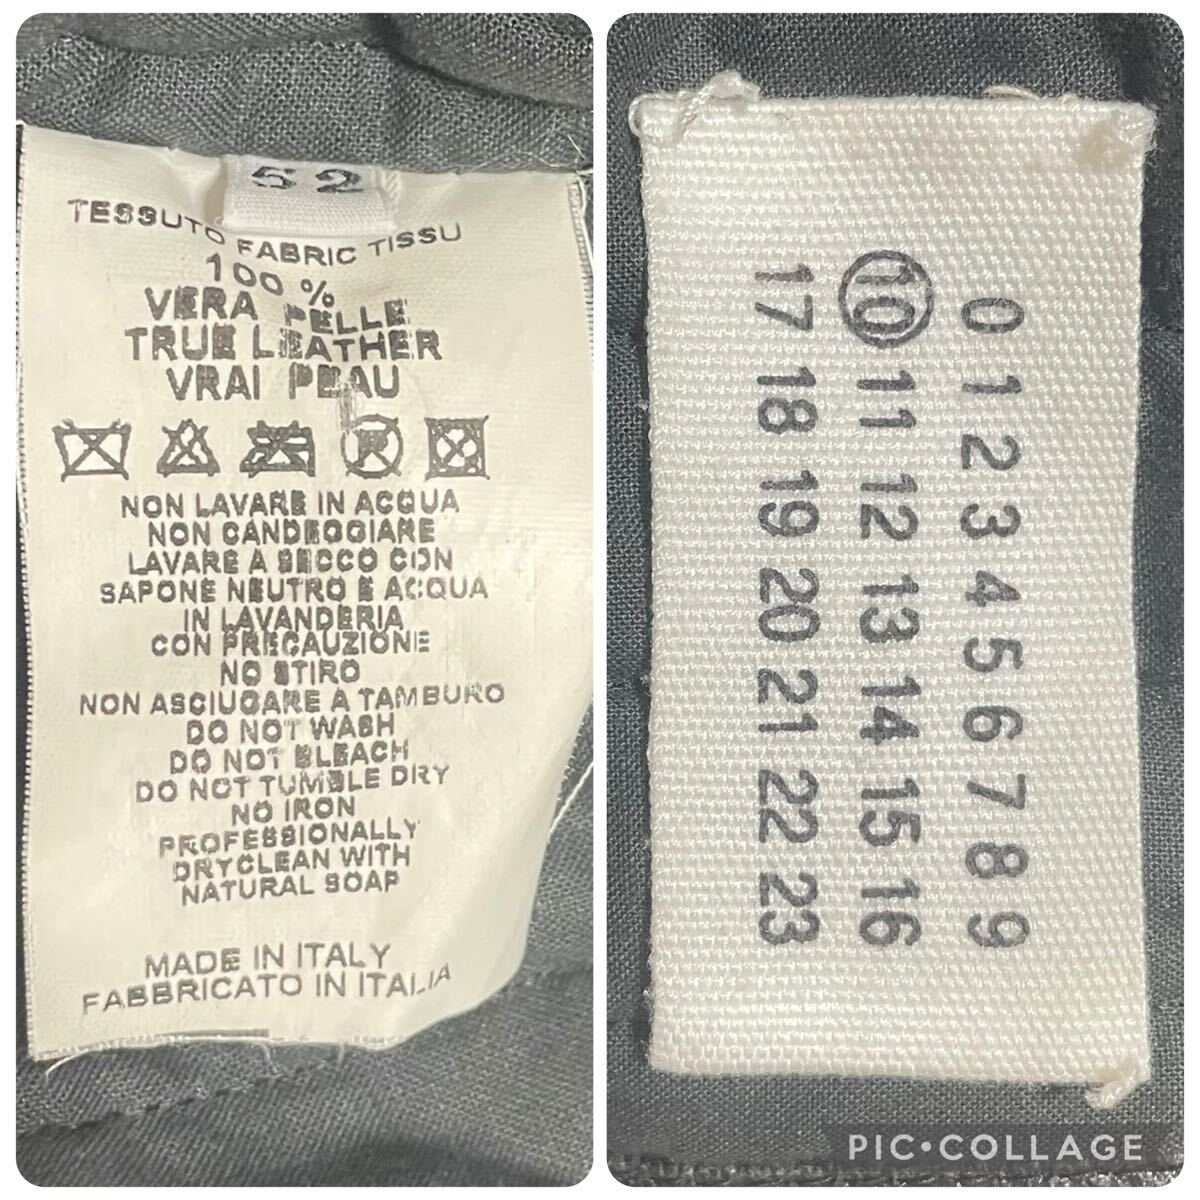 52
TESSUTO FABRIC TISSU
100 %
VERA PELLE
TRUE LEATHER
VRAI PEAU
NON LAVARE IN ACQUA
NON CANDEGGIARE
LAVARE A SECCO CON
SAPONE NEUTRO E ACQUA
IN LAVANDERIA
CON PRECAUZIONE
NO STIRO
NON ASCIUGARE A TAMBURO
DO NOT WASH
DO NOT BLEACH
DO NOT TUMBLE DRY
NO IRON
PROFESSIONALLY
DRYCLEAN WITH
NATURAL SOAP
MADE IN ITALY
FABBRICATO IN ITALIA
0 1 2 3 4 5 6 7 8 9
10 11 12 13 14 15 16
17 18 19 20 21 22 23
PIC•COLLAGE